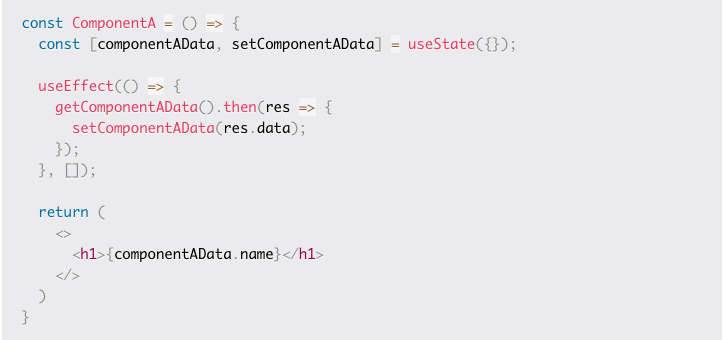 const ComponentA = () => {
  const [componentAData, setComponentAData] = useState({});

  useEffect(() => {
    getComponentAData().then(res => {
      setComponentAData(res.data);
    });
  }, []);

  return (
    <>
      <h1>{componentAData.name}</h1>
    </>
  )
}